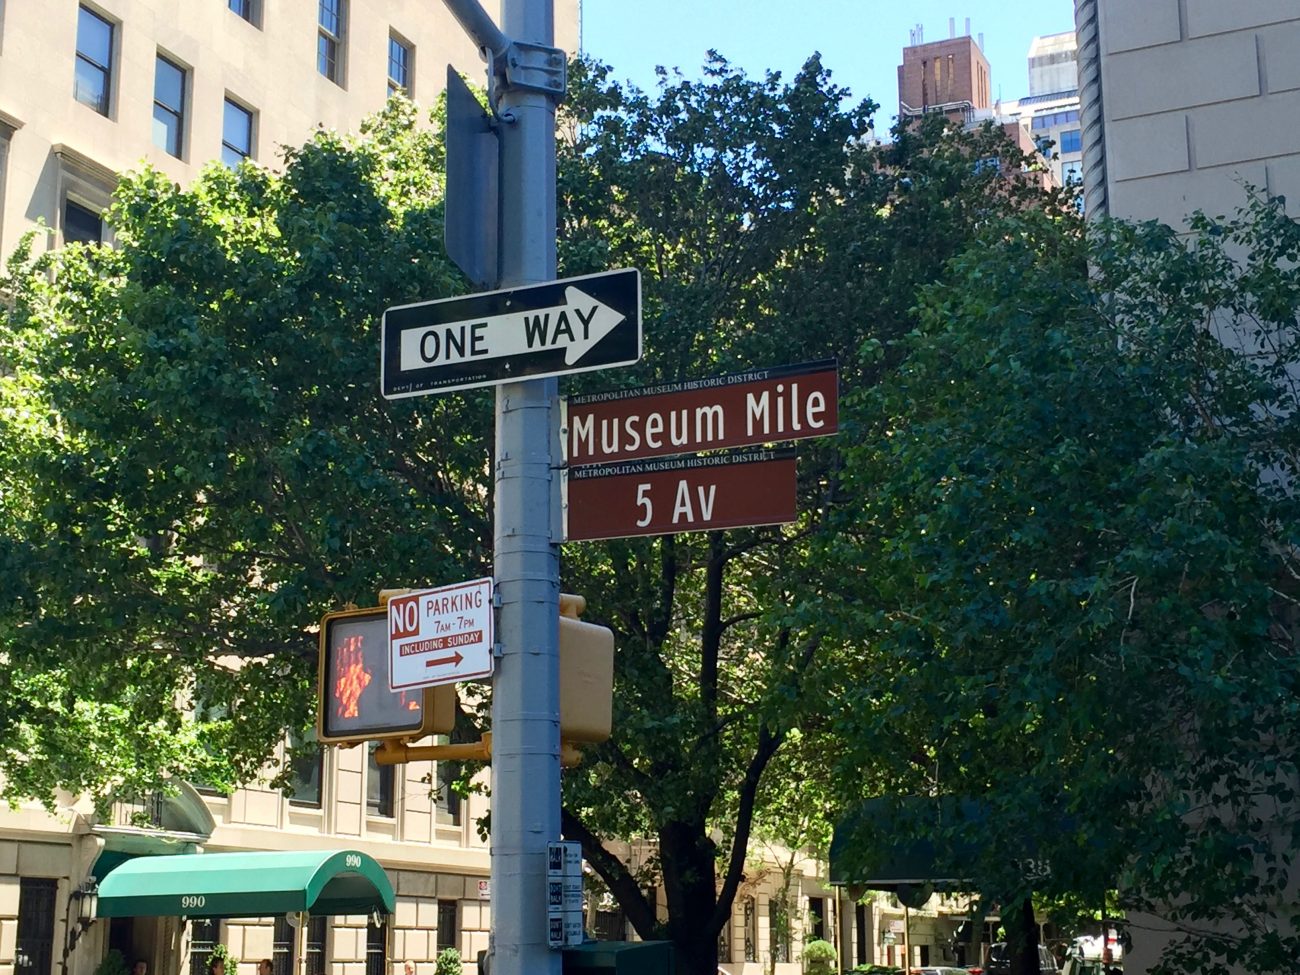 ONE WAY
DEPT OF TRANSPORTATION
METROPOLITAN MUSEUM HISTORIC DISTRICT
Museum Mile
METROPOLITAN MUSEUM HISTORIC DISTRICT
5 Av
NO PARKING
7AM-7PM
INCLUDING SUNDAY
990
990